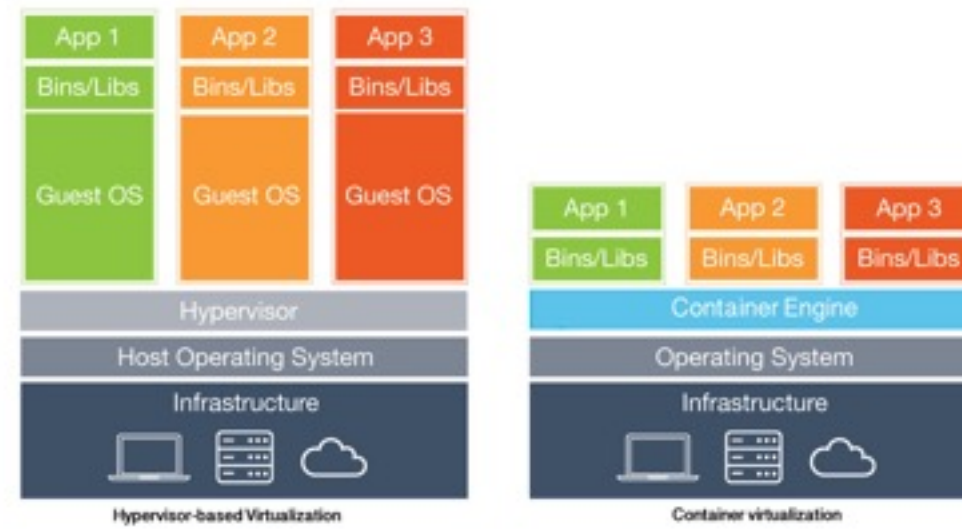 App 1 App 2 App 3
Bins/Libs Bins/Libs Bins/Libs
Guest OS Guest OS Guest OS
Hypervisor
Host Operating System
Infrastructure
Hypervisor-based Virtualization
App 1 App 2 App 3
Bins/Libs Bins/Libs Bins/Libs
Container Engine
Operating System
Infrastructure
Container virtualization